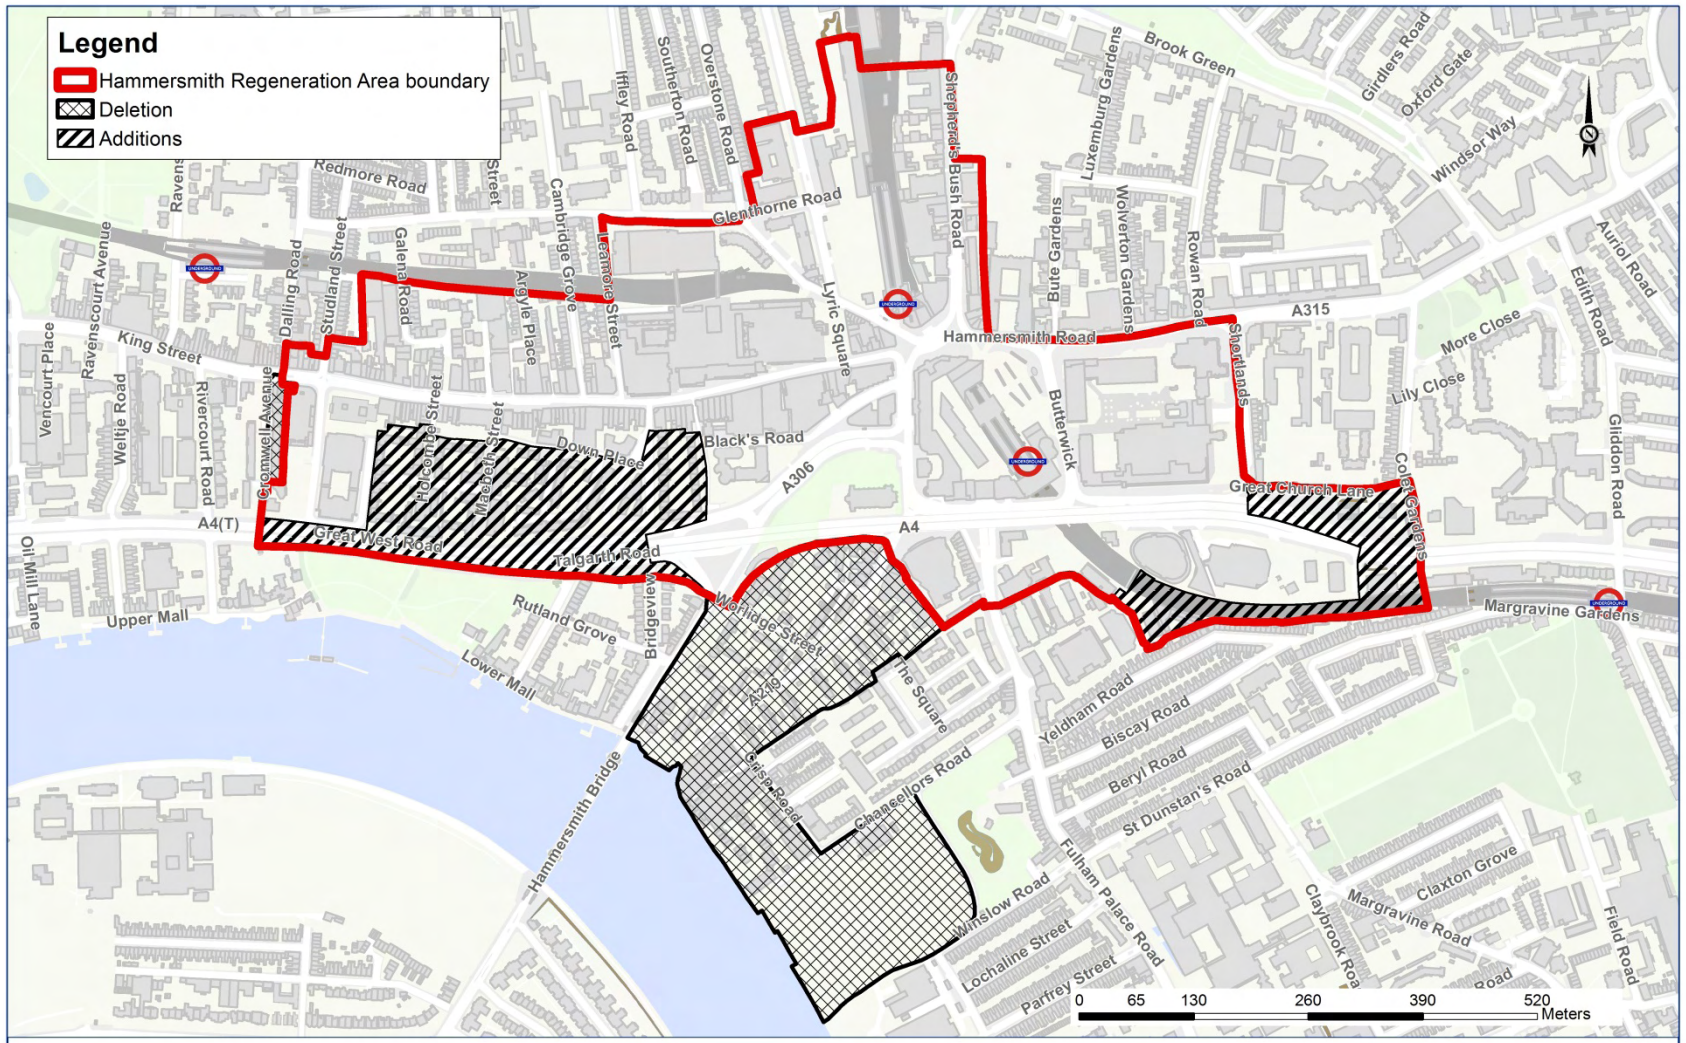 Legend
Hammersmith Regeneration Area boundary
Deletion
Additions
Brook Green
Girdlers Road
Oxford Gate
Windsor Way
Luxemburg Gardens
Iffley Road
Southerton Road
Overstone Road
Shepherd's Bush Road
Ravens
Redmore Road
Street
Cambridge Grove
Glenthorne Road
Leamore Street
Wolverton Gardens
Rowan Road
Bute Gardens
Auriol Road
Edith Road
Ravenscourt Avenue
UNDERGROUND
Dalling Road
Studland Street
Galena Road
Argyle Place
Lyric Square
UNDERGROUND
A315
Hammersmith Road
Shortlands
More Close
Lily Close
Vencourt Place
King Street
Weltje Road
Rivercourt Road
Cromwell Avenue
Holcombe Street
Macbeth Street
Down Place
Black's Road
A306
UNDERGROUND
Butterwick
Great Church Lane
Colet Gardens
Gliddon Road
Oil Mill Lane
A4(T)
Great West Road
Talgarth Road
A4
Upper Mall
Rutland Grove
Bridgeview
Worlidge Street
Lower Mall
A219
The Square
UNDERGROUND
Margravine Gardens
Yeldham Road
Biscay Road
Beryl Road
St Dunstan's Road
Hammersmith Bridge
Crisp Road
Chancellors Road
Fulham Palace Road
Winslow Road
Lochaline Street
Parfrey Street
Claybrook Roa
Margravine Road
Claxton Grove
Field Road
Road
0 65 130 260 390 520
Meters